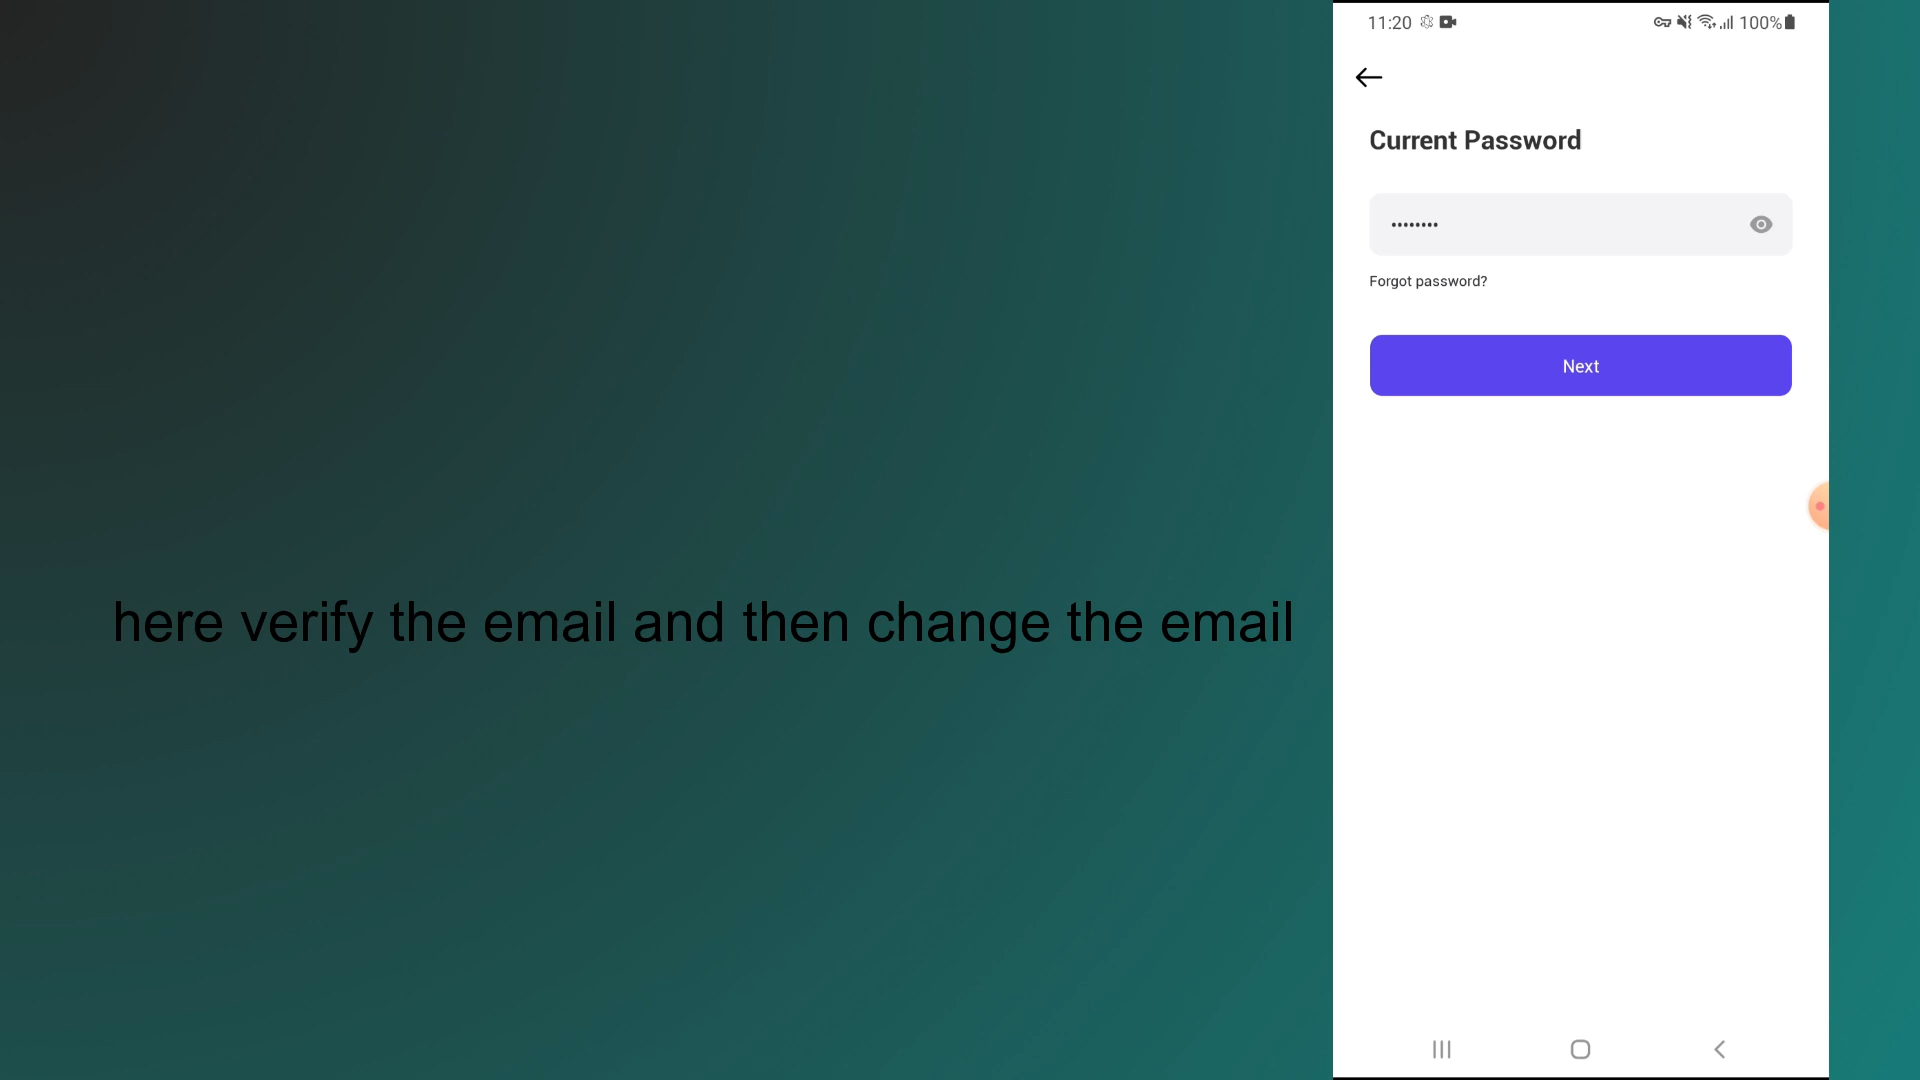 11:20 100%
Current Password
••••••••
Forgot password?
Next
here verify the email and then change the email